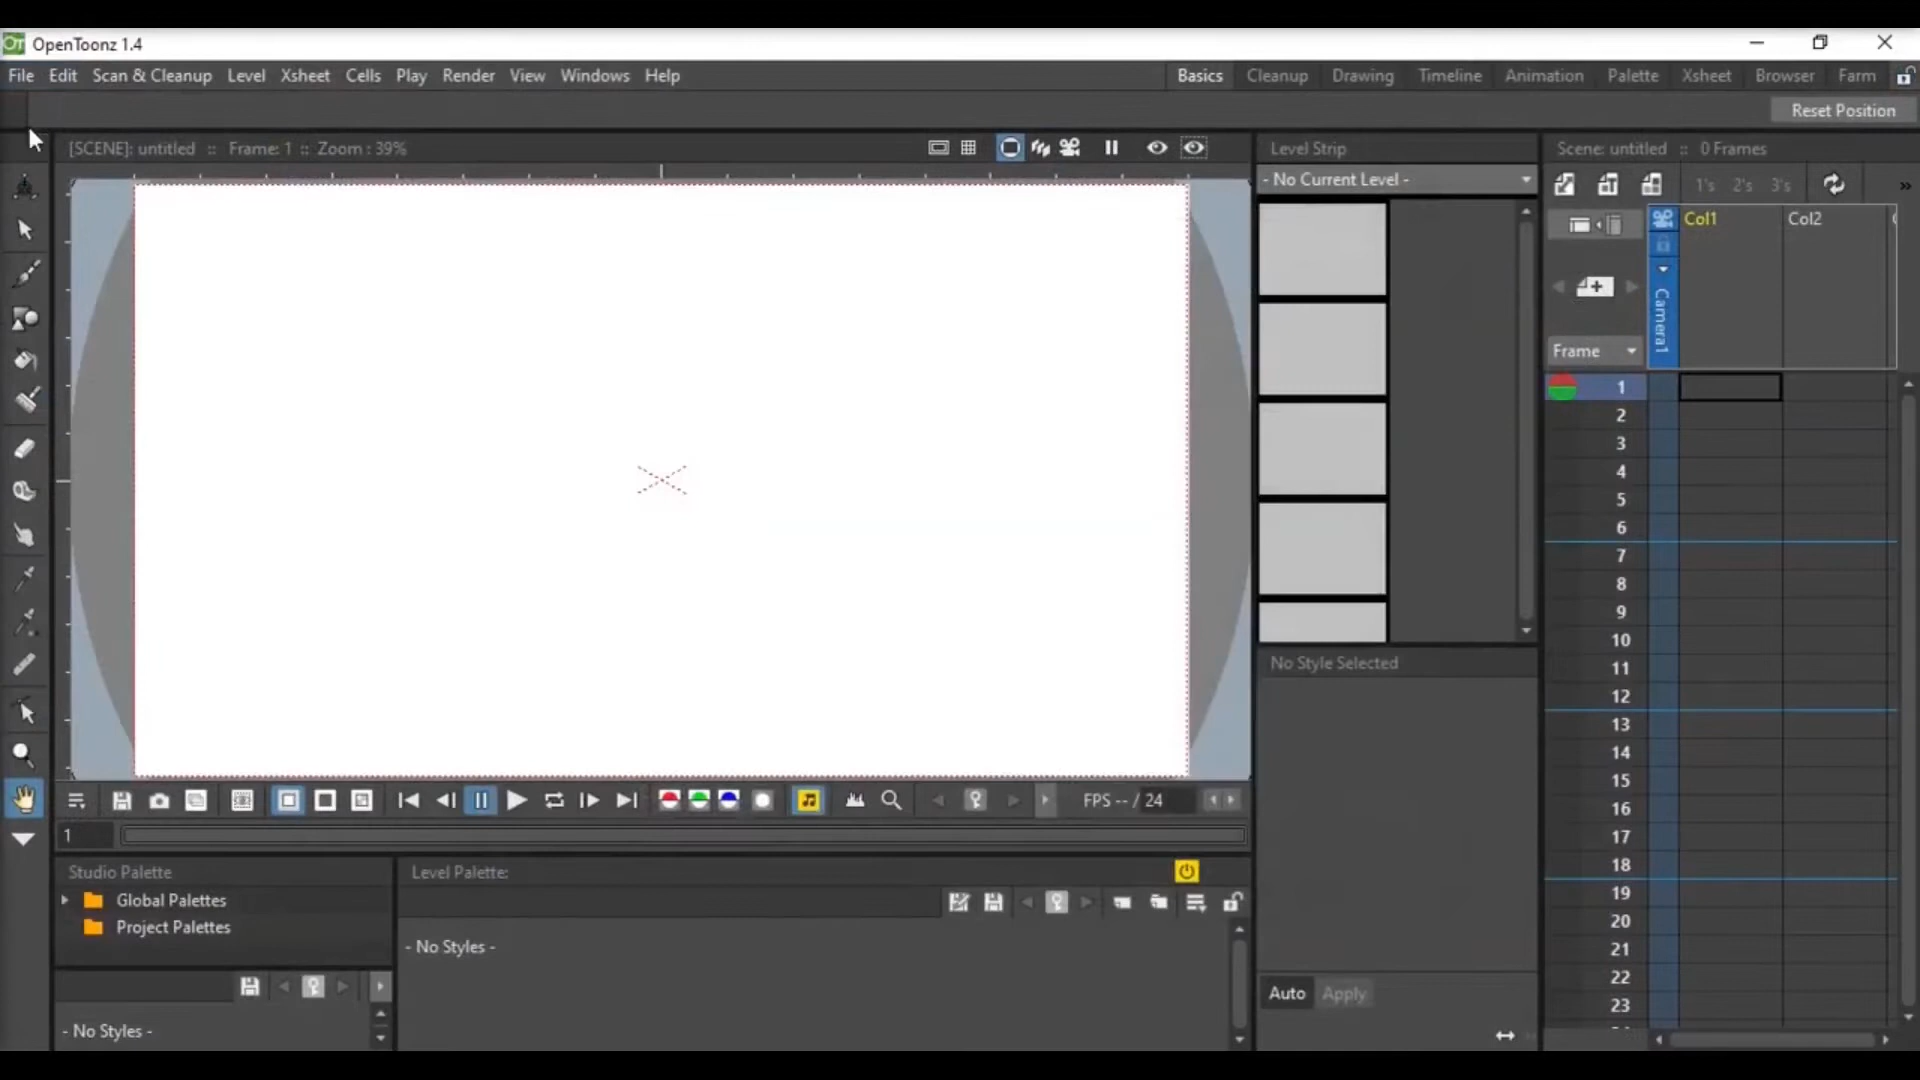 OpenToonz 1.4
File Edit Scan & Cleanup Level Xsheet Cells Play Render View Windows Help
Basics Cleanup Drawing Timeline Animation Palette Xsheet Browser Farm
Reset Position
[SCENE]: untitled :: Frame: 1 :: Zoom : 39%
Level Strip
Scene: untitled :: 0 Frames
- No Current Level -
1's 2's 3's
»
Col1 Col2
Camera1
Frame
1
2
3
4
5
6
7
8
9
10
11
12
13
14
15
16
17
18
19
20
21
22
23
No Style Selected
FPS -- / 24
1
Studio Palette
Global Palettes
Project Palettes
- No Styles -
Level Palette:
- No Styles -
Auto Apply